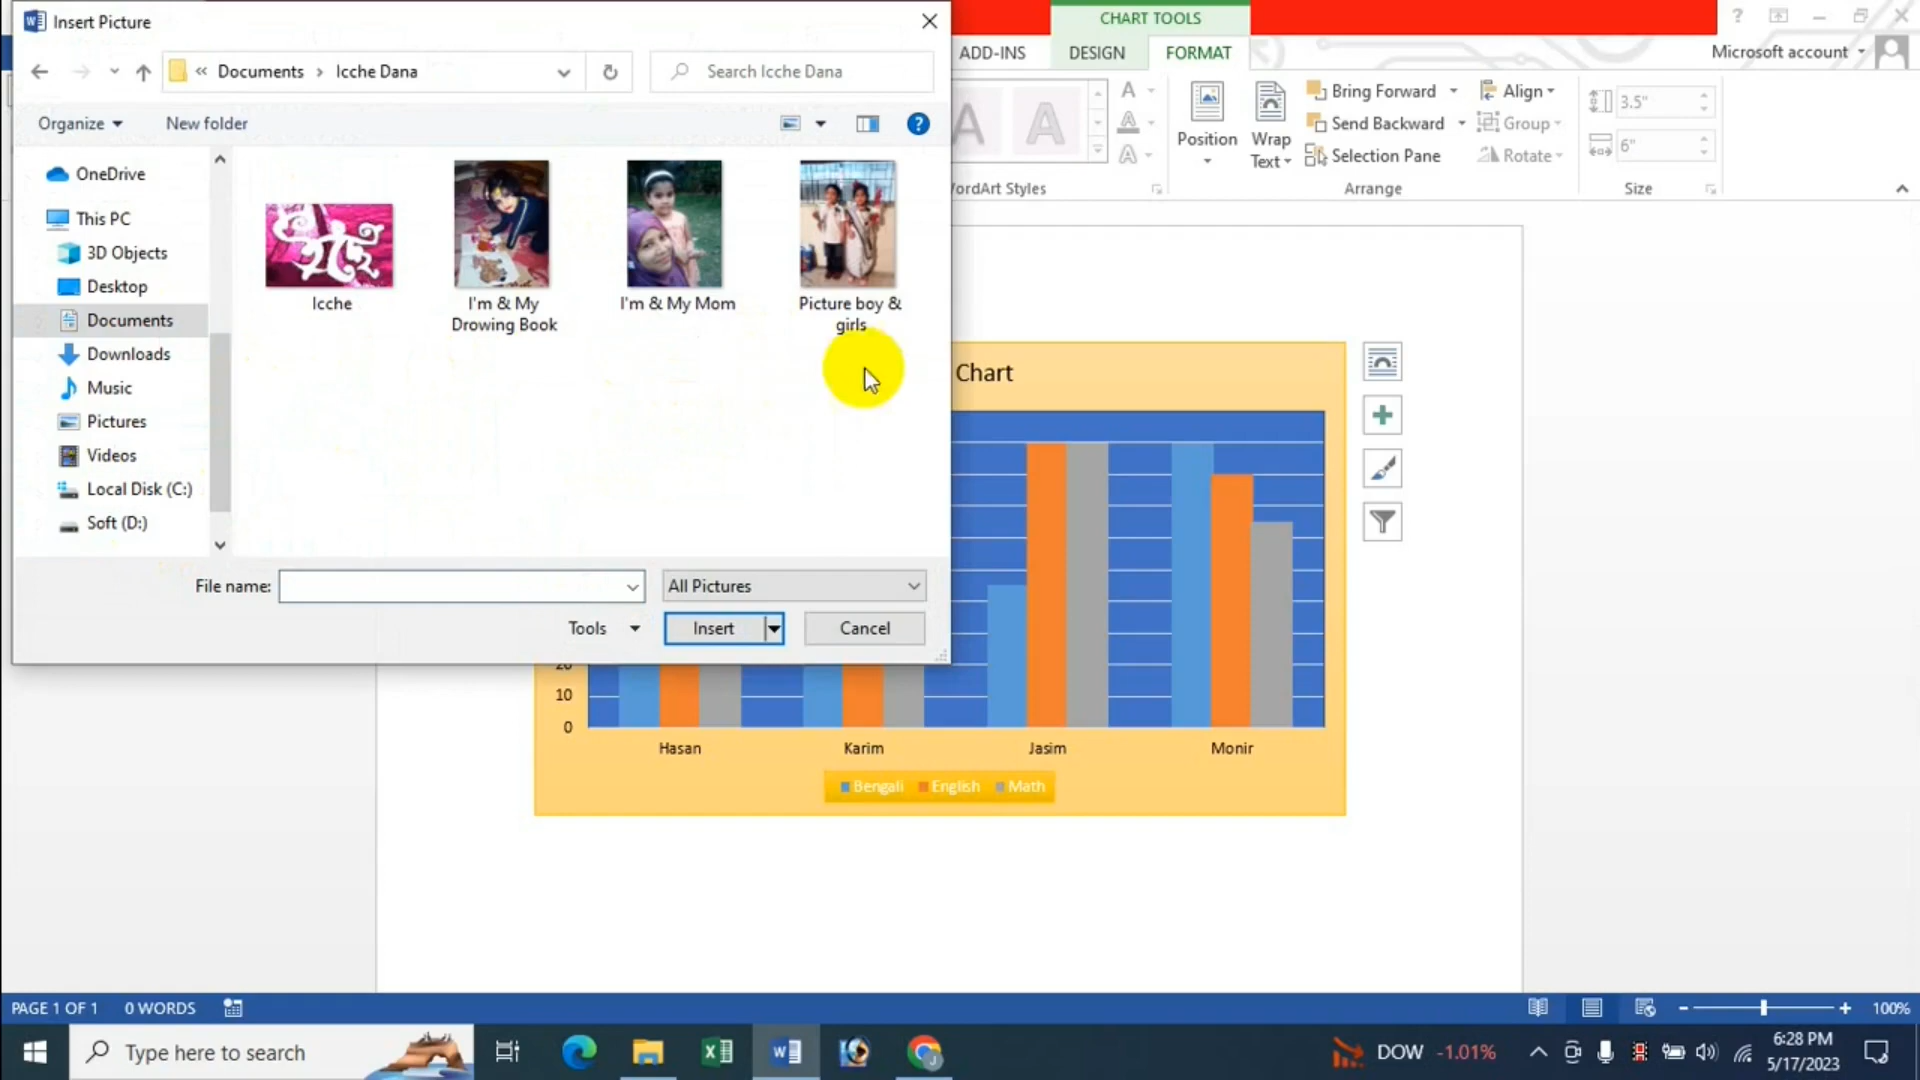 Insert Picture
CHART TOOLS
ADD-INS
DESIGN
FORMAT
Microsoft account
« Documents › Icche Dana
Search Icche Dana
Organize
New folder
Position
Wrap
Text
Bring Forward
Send Backward
Selection Pane
Align
Group
Rotate
3.5"
6"
WordArt Styles
Arrange
Size
OneDrive
This PC
3D Objects
Desktop
Documents
Downloads
Music
Pictures
Videos
Local Disk (C:)
Soft (D:)
ইচ্ছে
Icche
I'm & My
Drowing Book
I'm & My Mom
Picture boy &
girls
File name:
All Pictures
Tools
Insert
Cancel
Chart
20
10
0
Hasan
Karim
Jasim
Monir
Bengali
English
Math
PAGE 1 OF 1
0 WORDS
100%
Type here to search
DOW -1.01%
6:28 PM
5/17/2023